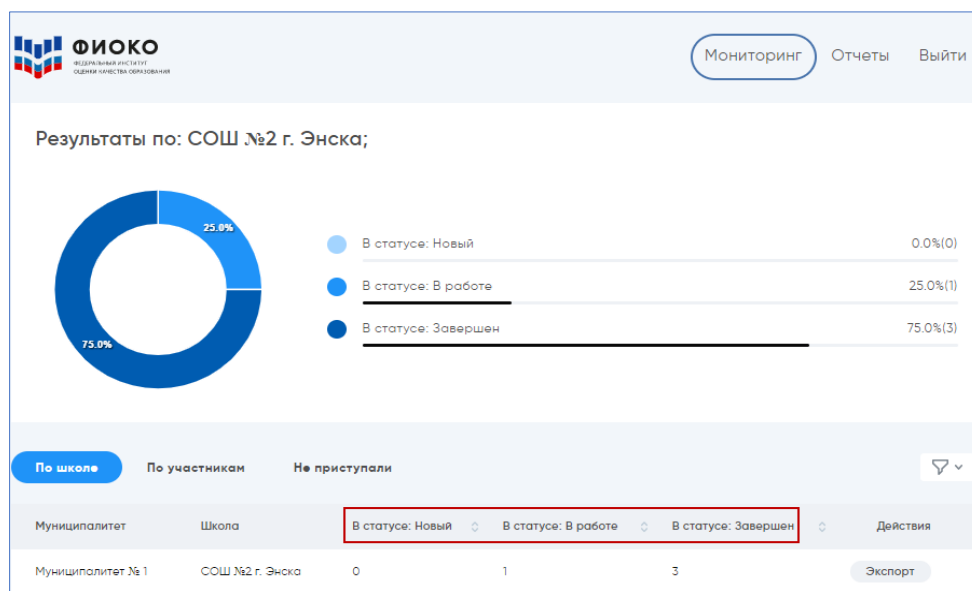 ФИОКО
ФЕДЕРАЛЬНЫЙ ИНСТИТУТ
ОЦЕНКИ КАЧЕСТВА ОБРАЗОВАНИЯ
Мониторинг Отчеты Выйти
Результаты по: СОШ №2 г. Энска;
25.0%
75.0%
В статусе: Новый 0.0%(0)
В статусе: В работе 25.0%(1)
В статусе: Завершен 75.0%(3)
По школе По участникам Не приступали
Муниципалитет Школа В статусе: Новый В статусе: В работе В статусе: Завершен Действия
Муниципалитет № 1 СОШ №2 г. Энска 0 1 3 Экспорт